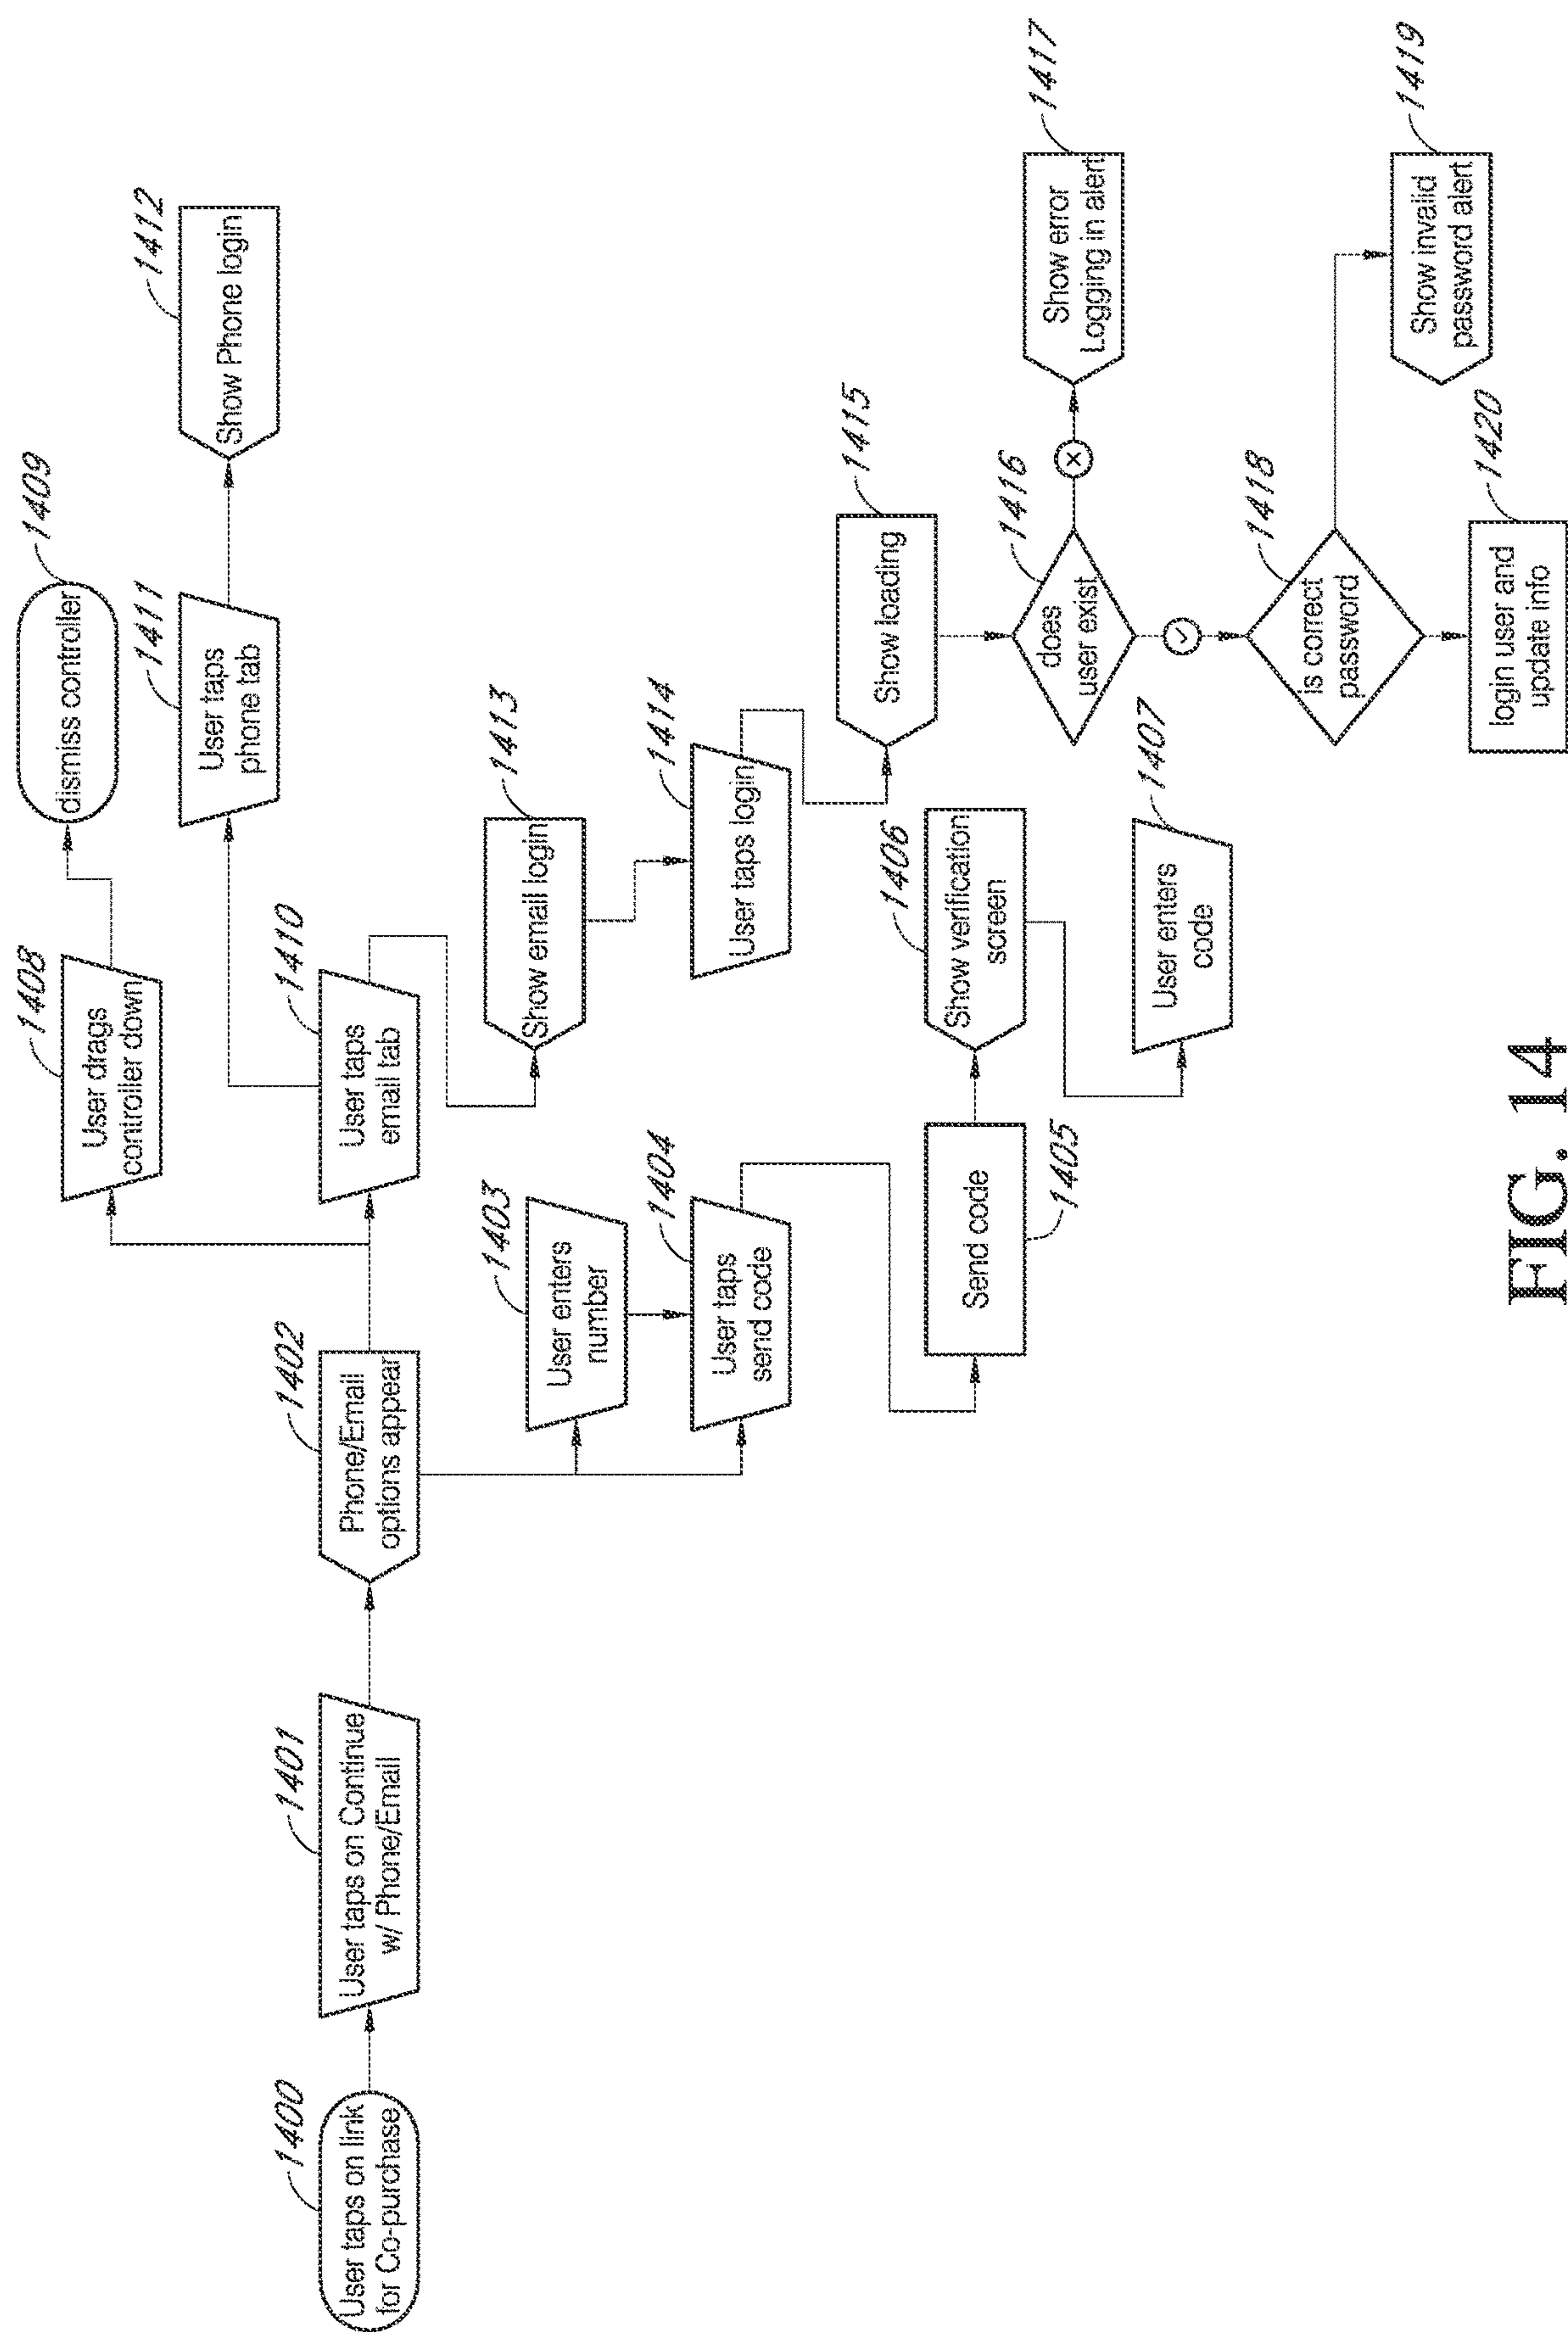 1400
User taps on link
for Co-purchase
1401
User taps on Continue
w/ Phone/Email
1402
Phone/Email
options appear
1403
User enters
number
1404
User taps
send code
Send code
1405
1406
Show verification
screen
1407
User enters
code
1408
User drags
controller down
1409
dismiss controller
1410
User taps
email tab
1411
User taps
phone tab
1412
Show Phone login
1413
Show email login
1414
User taps login
1415
Show loading
1416
does
user exist
1417
Show error
Logging in alert
1418
is correct
password
1419
Show invalid
password alert
1420
login user and
update info
FIG. 14